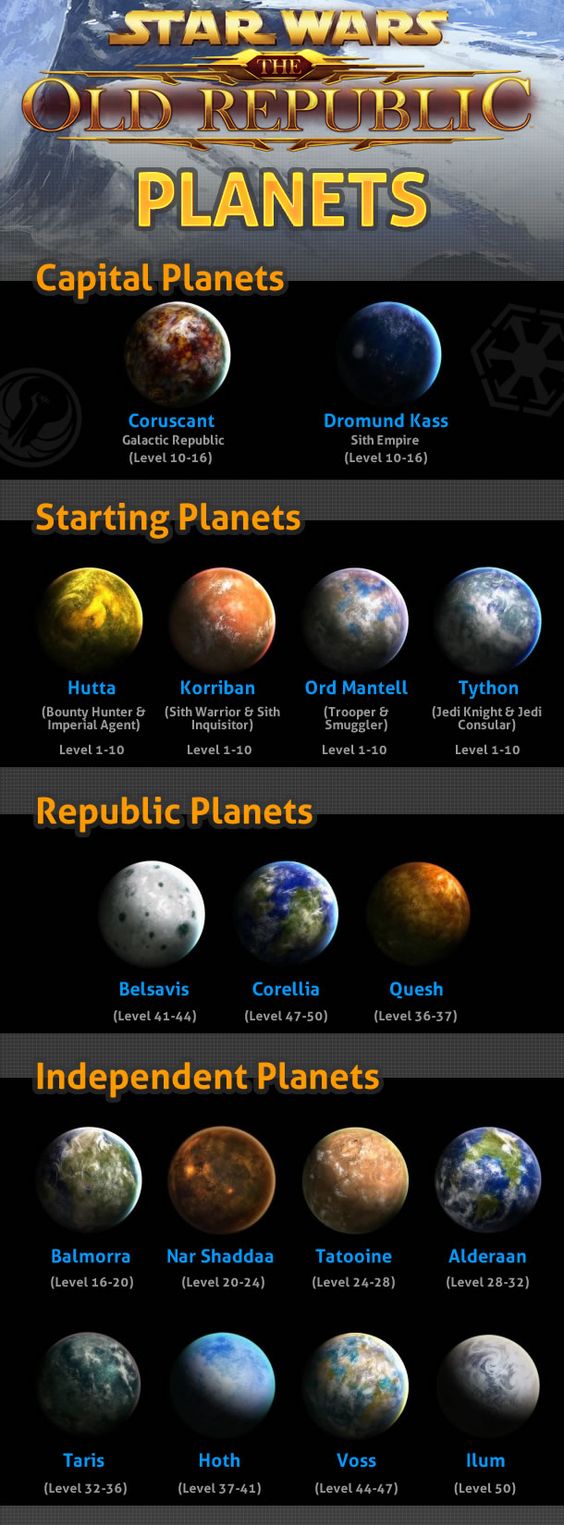 STAR WARS
THE
OLD REPUBLIC
PLANETS
Capital Planets
Coruscant
Galactic Republic
(Level 10-16)
Dromund Kass
Sith Empire
(Level 10-16)
Starting Planets
Hutta
(Bounty Hunter &
Imperial Agent)
Level 1-10
Korriban
(Sith Warrior & Sith
Inquisitor)
Level 1-10
Ord Mantell
(Trooper &
Smuggler)
Level 1-10
Tython
(Jedi Knight & Jedi
Consular)
Level 1-10
Republic Planets
Belsavis
(Level 41-44)
Corellia
(Level 47-50)
Quesh
(Level 36-37)
Independent Planets
Balmorra
(Level 16-20)
Nar Shaddaa
(Level 20-24)
Tatooine
(Level 24-28)
Alderaan
(Level 28-32)
Taris
(Level 32-36)
Hoth
(Level 37-41)
Voss
(Level 44-47)
Ilum
(Level 50)